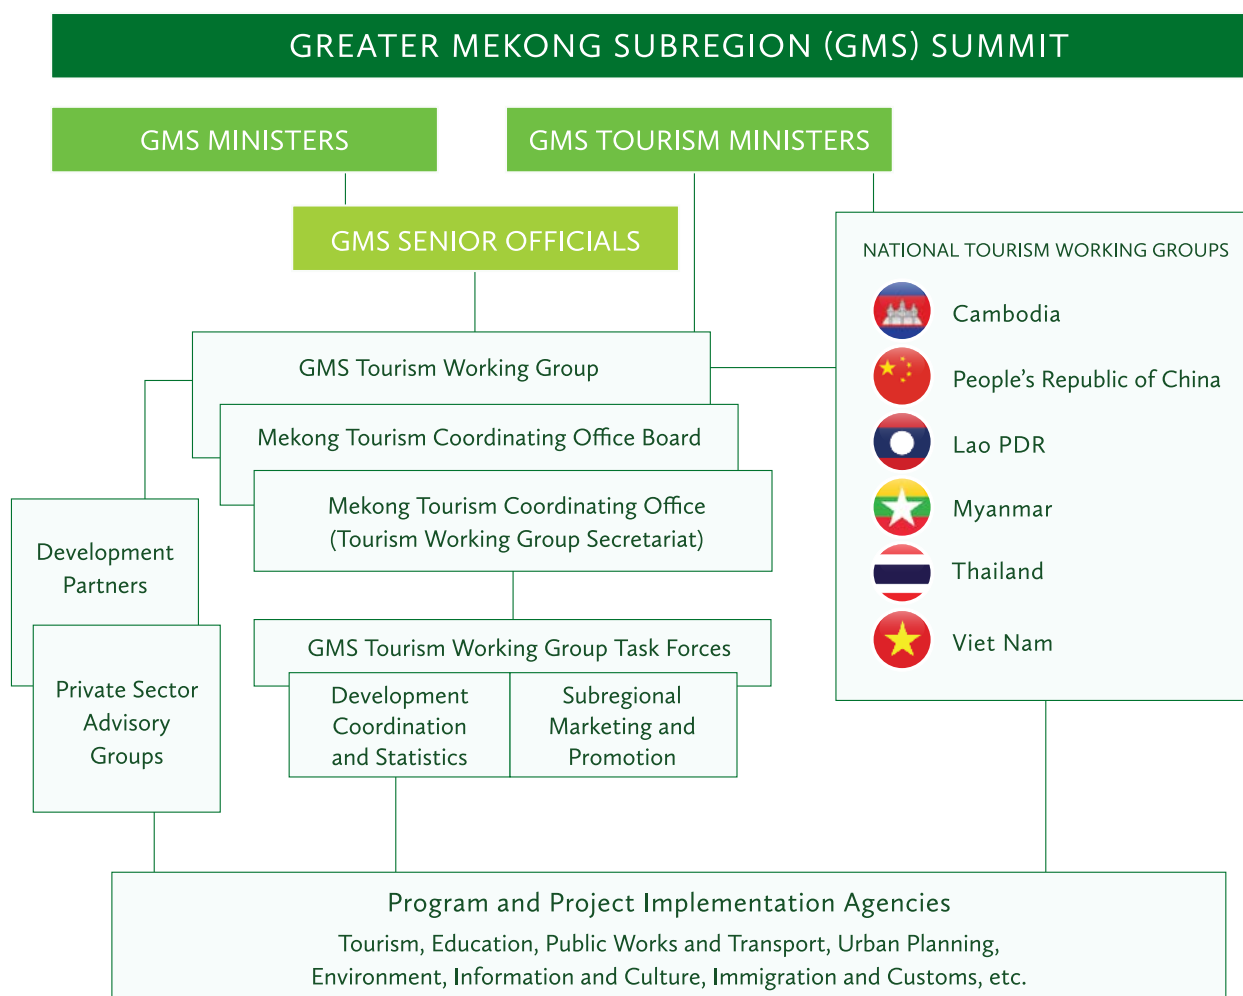 GREATER MEKONG SUBREGION (GMS) SUMMIT
GMS MINISTERS
GMS TOURISM MINISTERS
GMS SENIOR OFFICIALS
NATIONAL TOURISM WORKING GROUPS
Cambodia
People’s Republic of China
Lao PDR
Myanmar
Thailand
Viet Nam
GMS Tourism Working Group
Mekong Tourism Coordinating Office Board
Mekong Tourism Coordinating Office
(Tourism Working Group Secretariat)
Development
Partners
Private Sector
Advisory
Groups
GMS Tourism Working Group Task Forces
Development
Coordination
and Statistics
Subregional
Marketing and
Promotion
Program and Project Implementation Agencies
Tourism, Education, Public Works and Transport, Urban Planning,
Environment, Information and Culture, Immigration and Customs, etc.